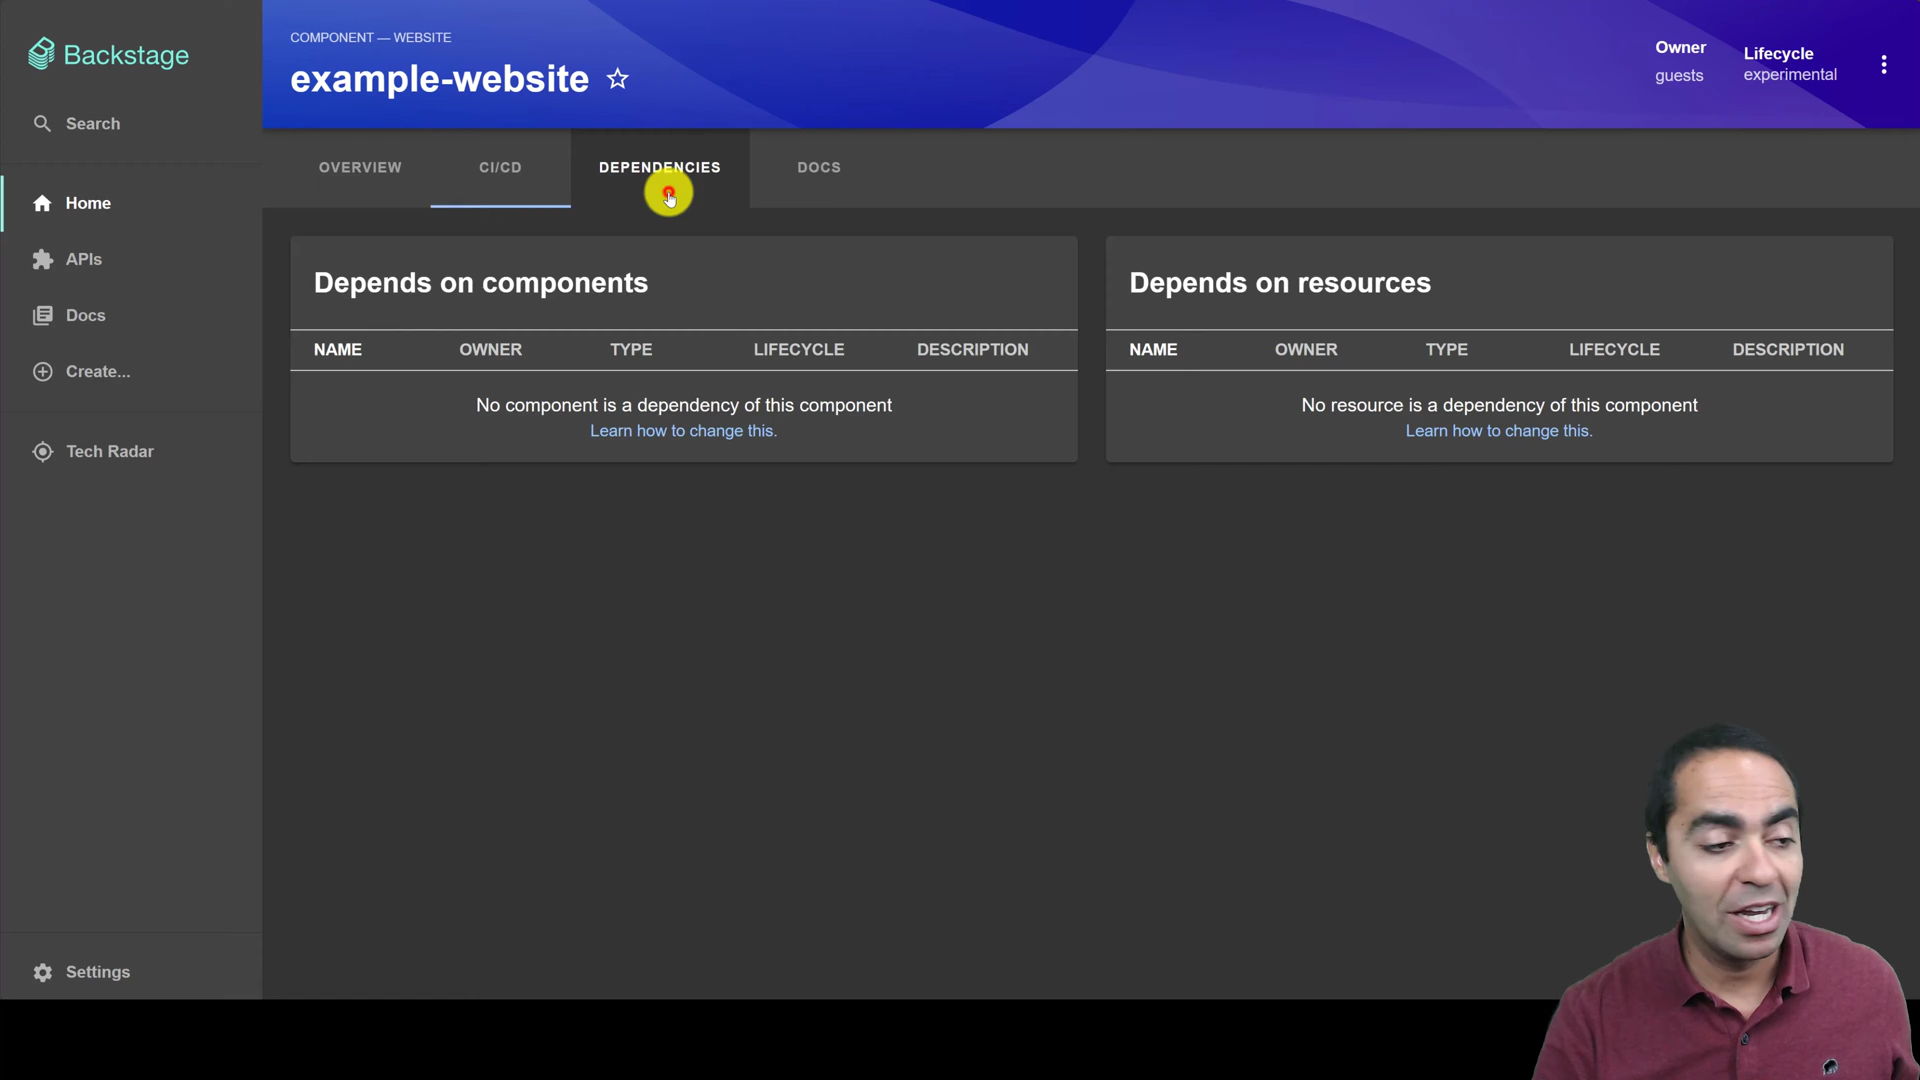 Backstage
Search
Home
APIs
Docs
Create...
Tech Radar
Settings
COMPONENT — WEBSITE
example-website
Owner
guests
Lifecycle
experimental
OVERVIEW
CI/CD
DEPENDENCIES
DOCS
Depends on components
NAME OWNER TYPE LIFECYCLE DESCRIPTION
No component is a dependency of this component
Learn how to change this.
Depends on resources
NAME OWNER TYPE LIFECYCLE DESCRIPTION
No resource is a dependency of this component
Learn how to change this.